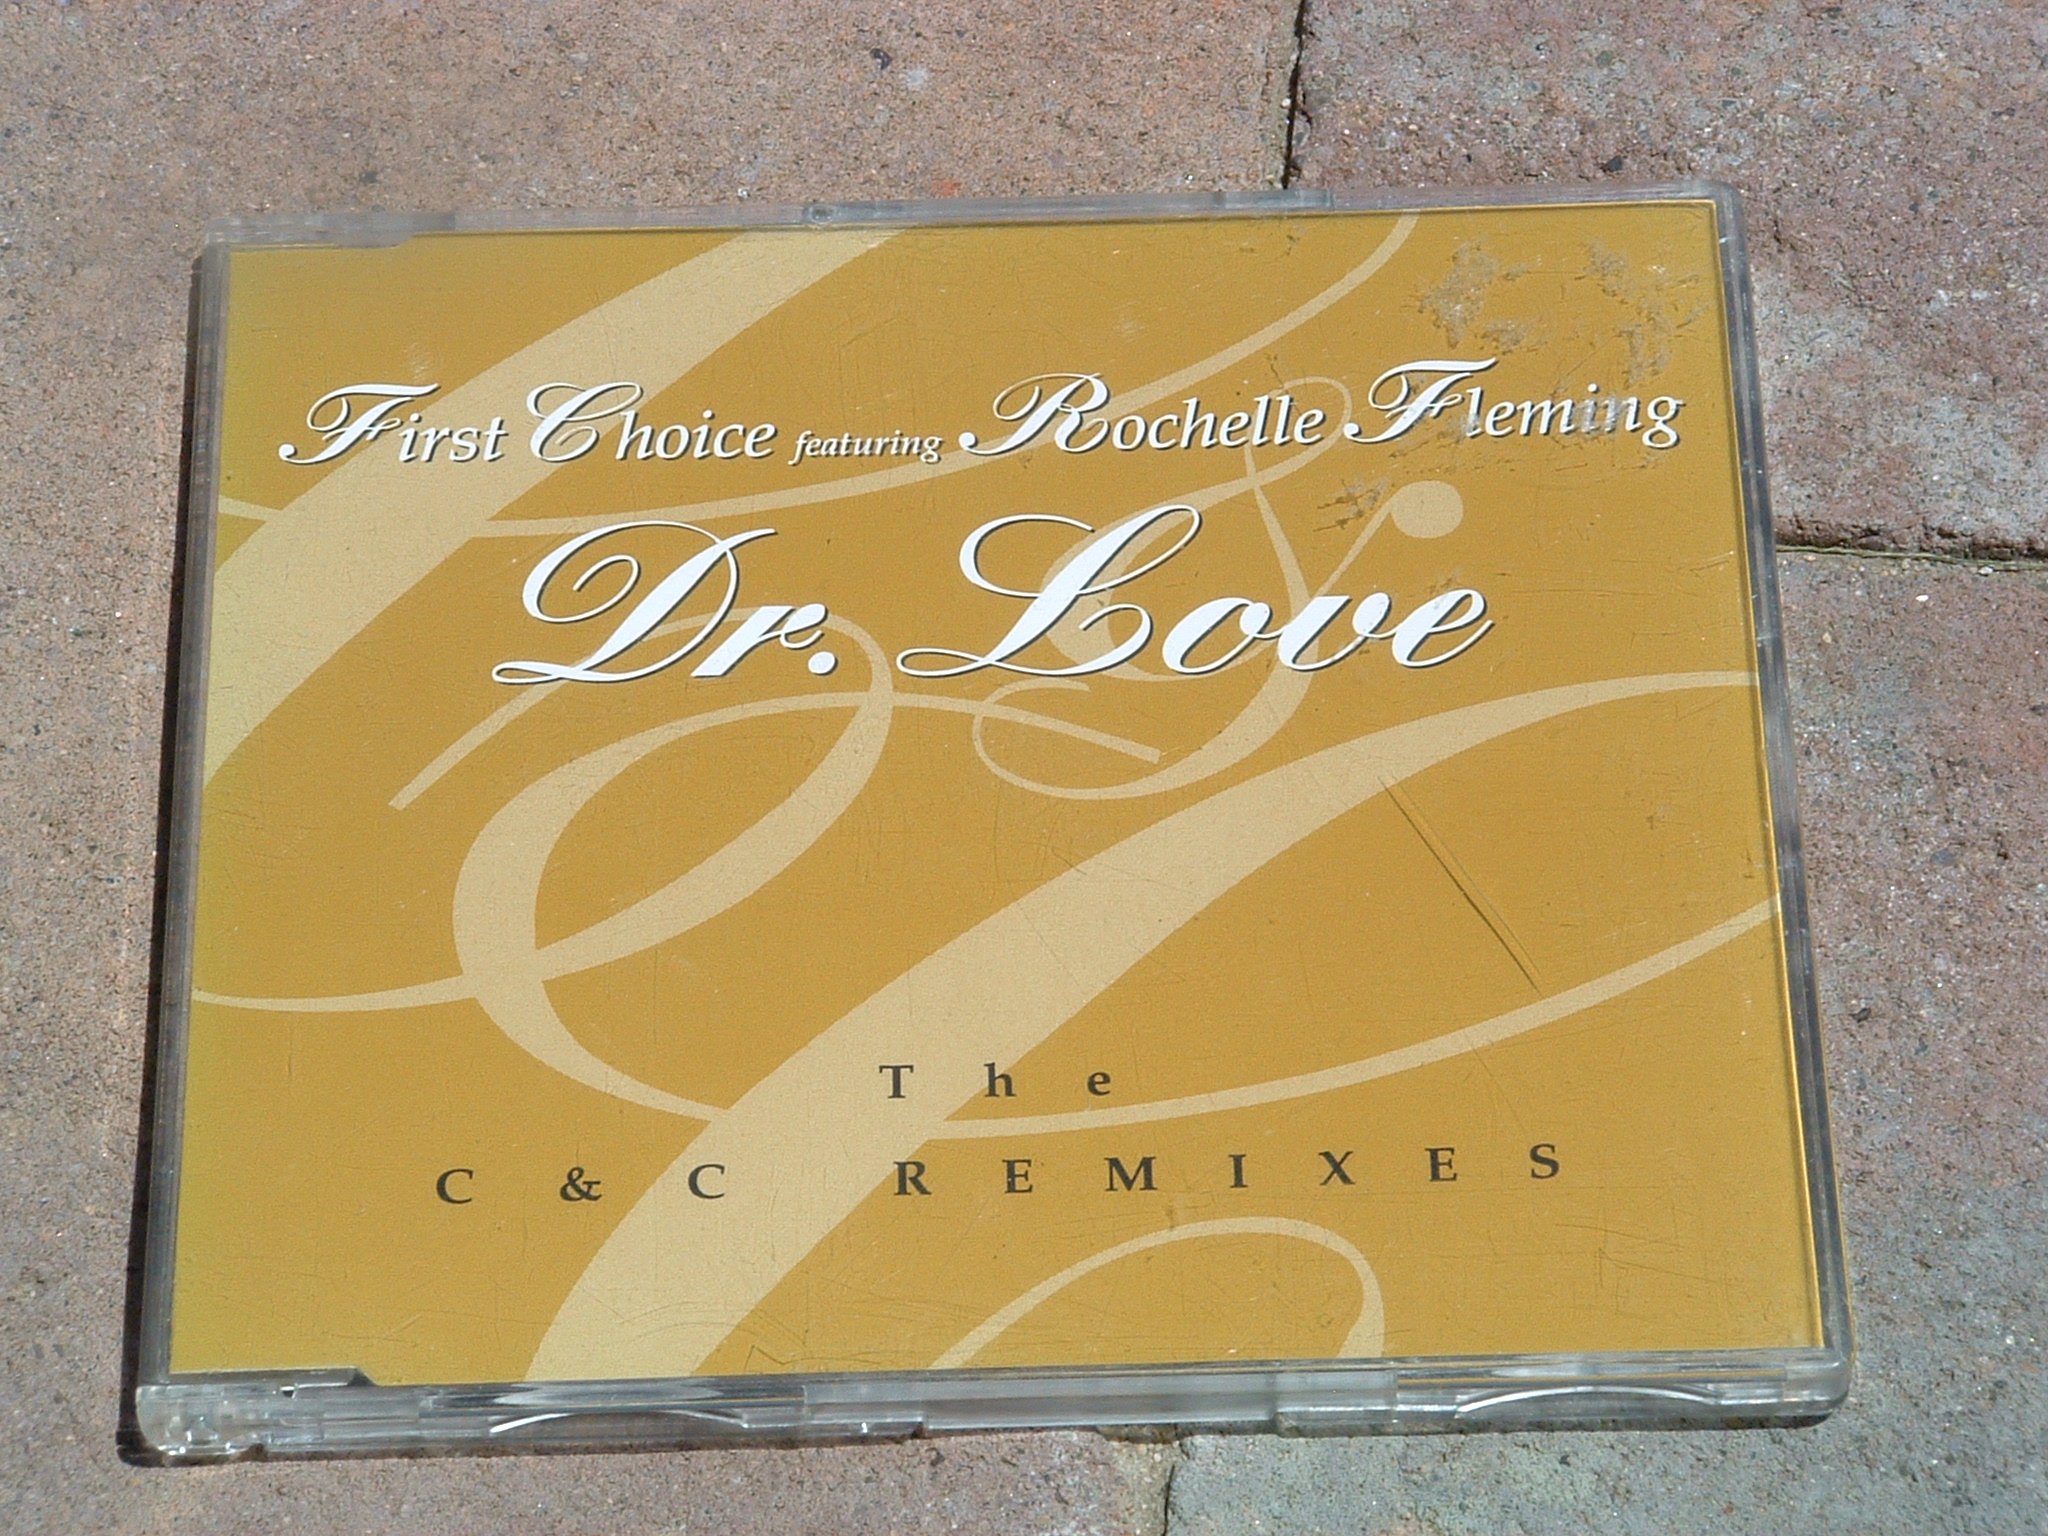 First Choice featuring Rochelle Fleming
Dr. Love
The
C & C REMIXES